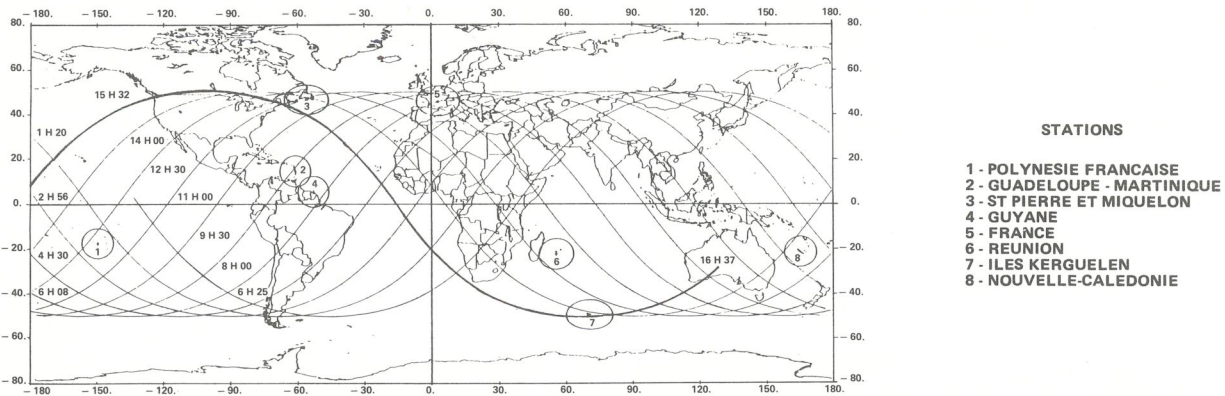 -180 -150. -120. -90. -60. -30. 0. 30. 60. 90. 120. 150. 180.
80. 80.
60. 60.
15 H 32
5
3
40. 40.
1 H 20
14 H 00
20. 20.
12 H 30
2
4
2 H 56 11 H 00
0. 0.
9 H 30
-20. -20.
1
4 H 30
8 H 00
6
16 H 37
8
6 H 08 6 H 25
-40. -40.
7
-60. -60.
-80. -80.
-180 -150. -120. -90. -60. -30. 0. 30. 60. 90. 120. 150. 180.
STATIONS
1 - POLYNESIE FRANCAISE
2 - GUADELOUPE - MARTINIQUE
3 - ST PIERRE ET MIQUELON
4 - GUYANE
5 - FRANCE
6 - REUNION
7 - ILES KERGUELEN
8 - NOUVELLE-CALEDONIE